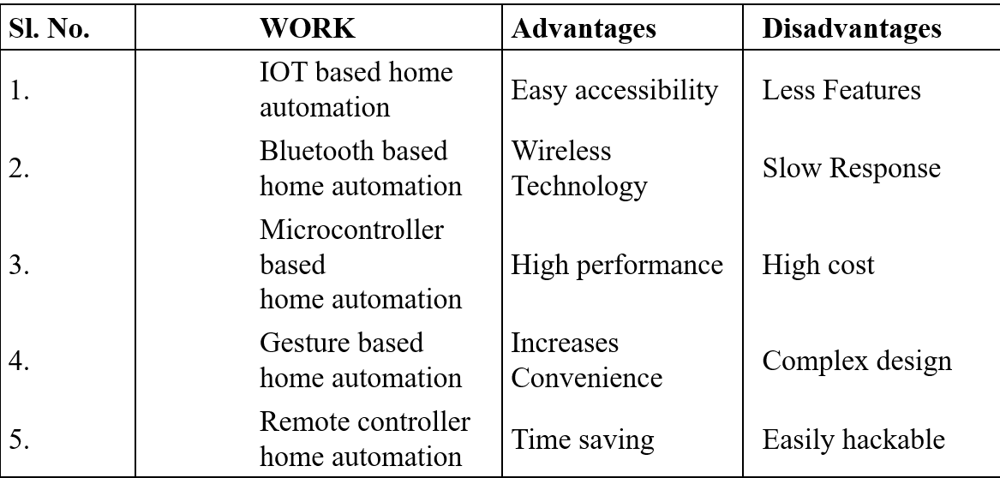 Sl. No. WORK Advantages Disadvantages
1. IOT based home automation Easy accessibility Less Features
2. Bluetooth based home automation Wireless Technology Slow Response
3. Microcontroller based home automation High performance High cost
4. Gesture based home automation Increases Convenience Complex design
5. Remote controller home automation Time saving Easily hackable